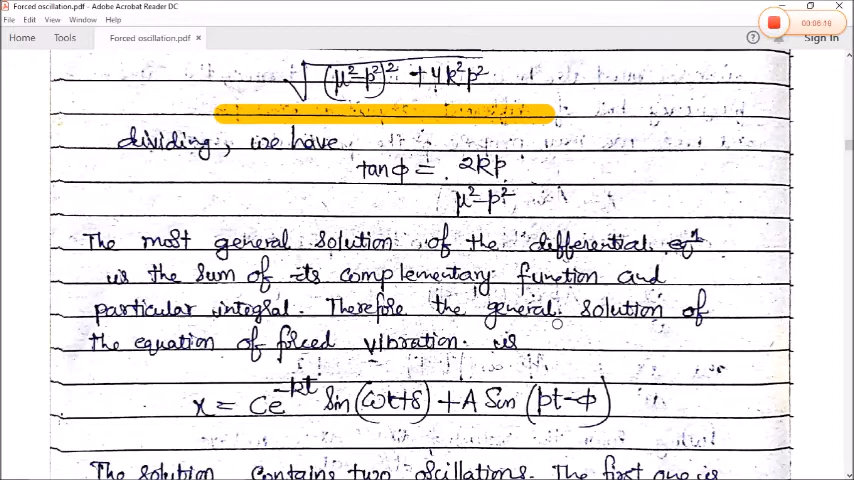 Forced oscillation.pdf - Adobe Acrobat Reader DC
File Edit View Window Help
Home Tools Forced oscillation.pdf × Sign In
00:06:19
√(μ²-p²)² + 4k²p²
dividing, we have
tanφ = 2kp
μ²-p²
The most general solution of the differential eqⁿ
is the sum of its complementary function and
particular integral. Therefore the general solution of
the equation of forced vibration is
x = Ce^-kt Sin(ωt+δ) + A Sin (pt-φ)
The solution contains two oscillations. The first one is